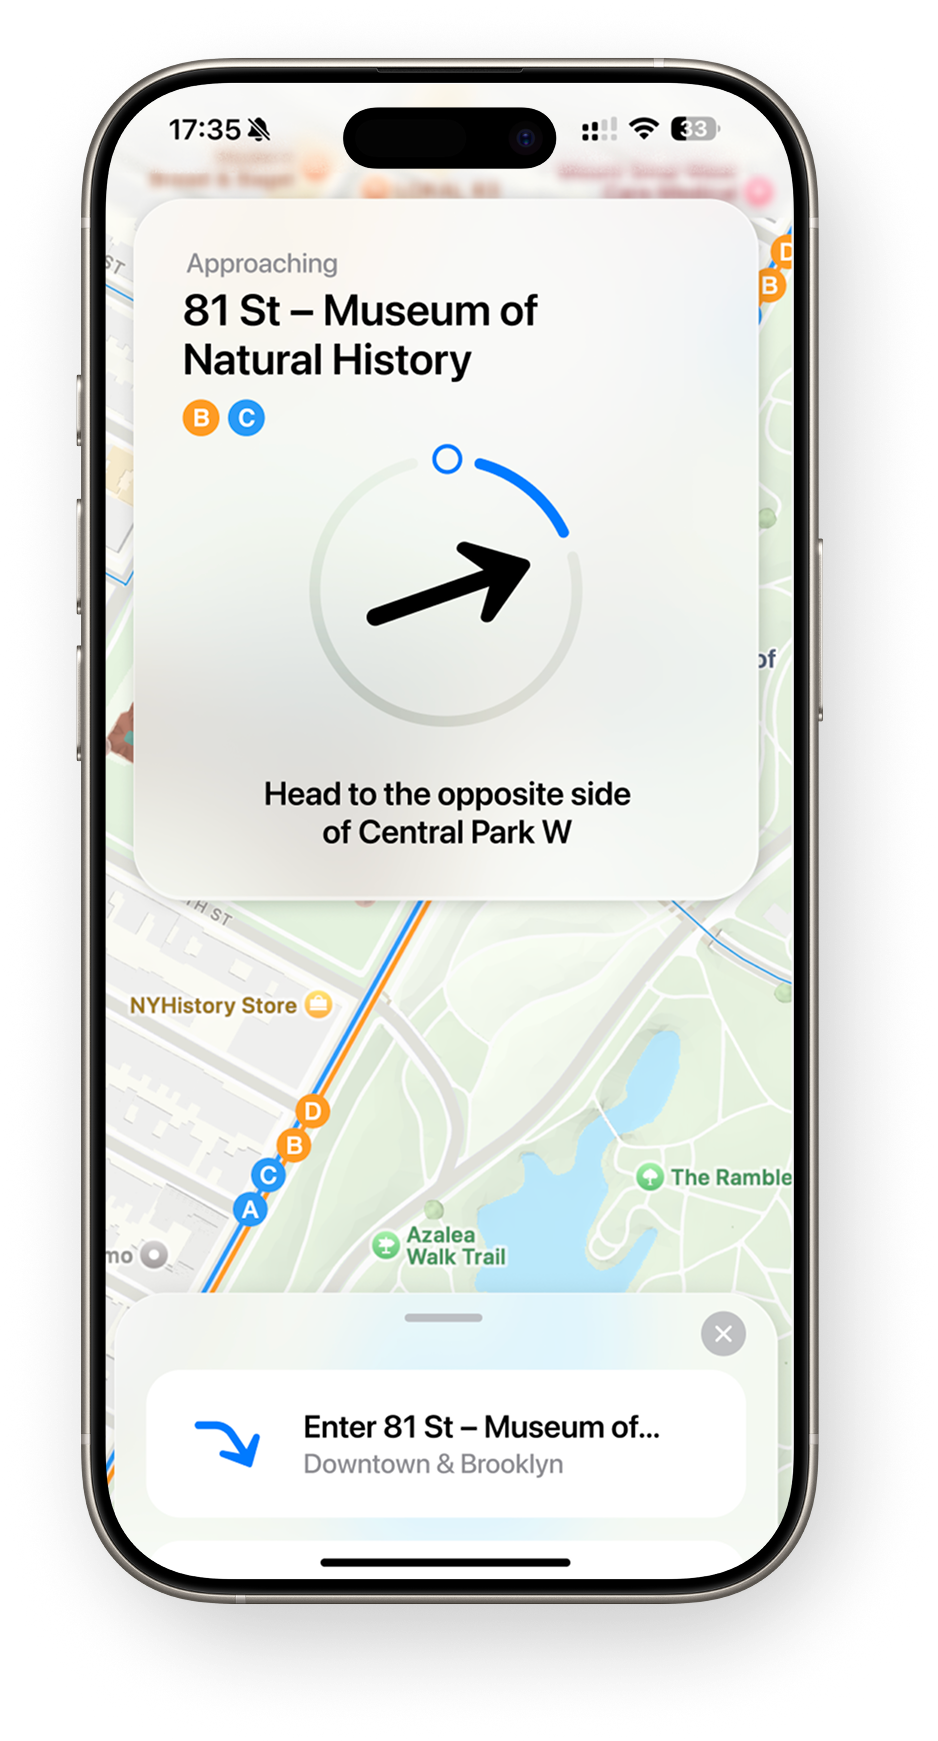 17:35
33
D
B
ST
Approaching
81 St – Museum of
Natural History
B C
of
Head to the opposite side
of Central Park W
TH ST
NYHistory Store
D
B
C
A
The Ramble
Azalea
Walk Trail
mo
Enter 81 St – Museum of...
Downtown & Brooklyn